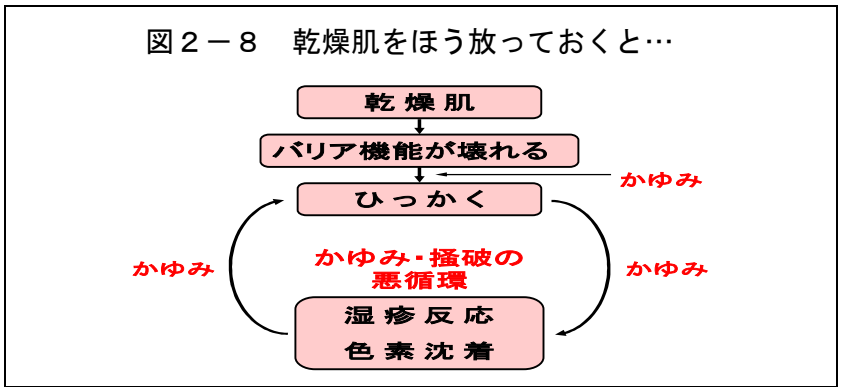 図2-8 乾燥肌をほう放っておくと…
乾燥肌
バリア機能が壊れる
かゆみ
ひっかく
かゆみ
かゆみ・掻破の
悪循環
かゆみ
湿疹反応
色素沈着